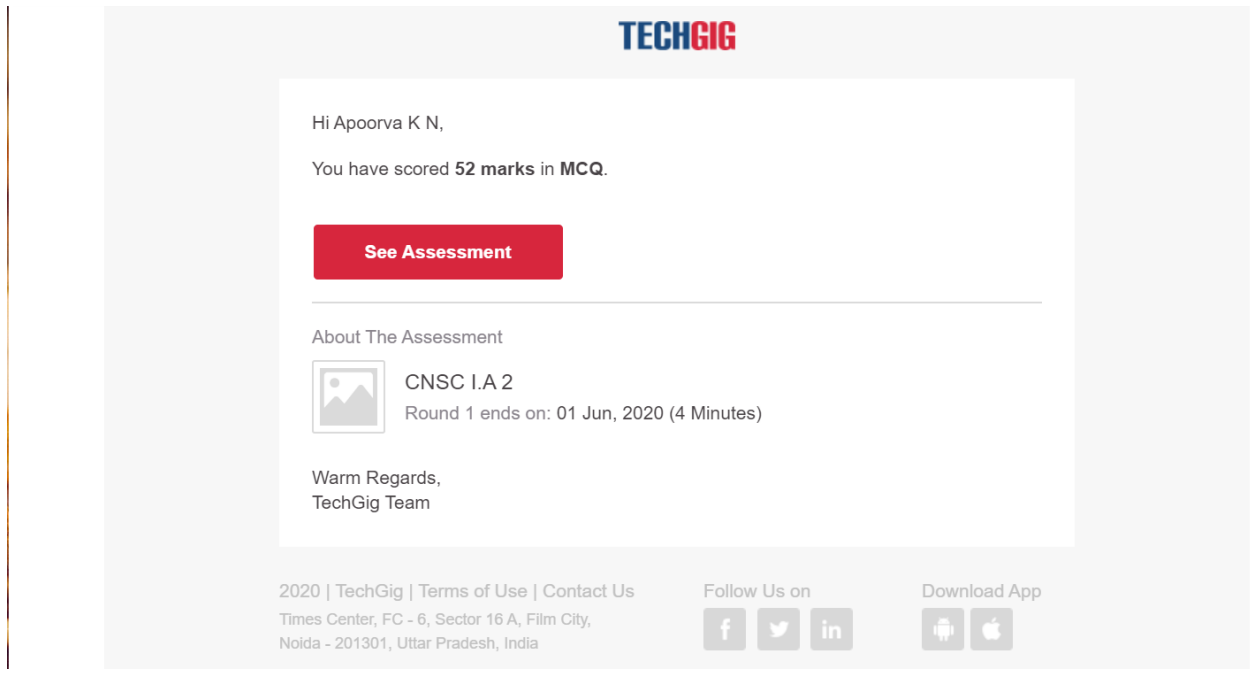 TECHGIG
Hi Apoorva K N,
You have scored 52 marks in MCQ.
See Assessment
About The Assessment
CNSC I.A 2
Round 1 ends on: 01 Jun, 2020 (4 Minutes)
Warm Regards,
TechGig Team
2020 | TechGig | Terms of Use | Contact Us
Times Center, FC - 6, Sector 16 A, Film City,
Noida - 201301, Uttar Pradesh, India
Follow Us on
f
in
Download App